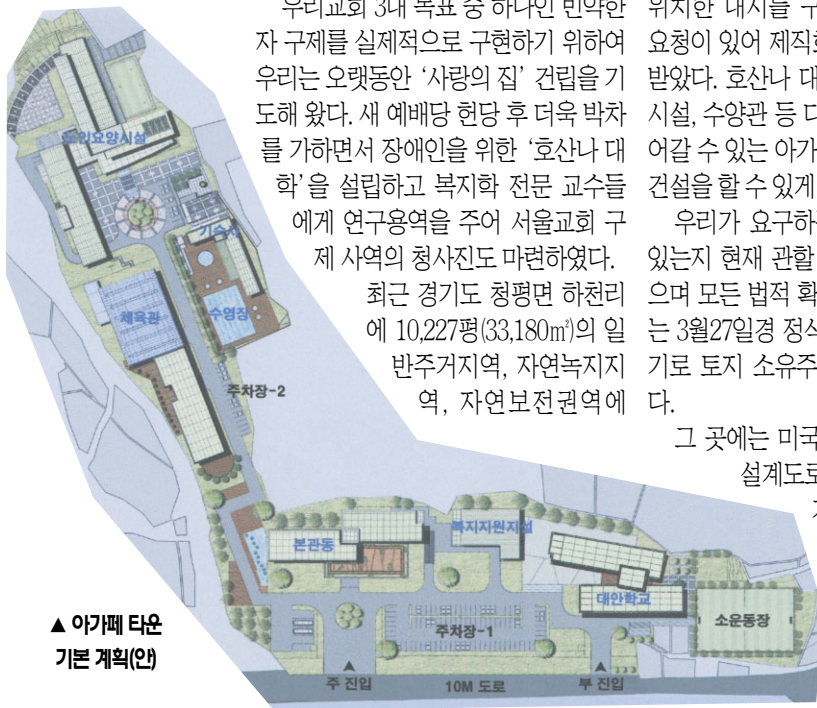 우리교회 3대 목표 중 하나인 빈약한
자 구제를 실제적으로 구현하기 위하여
우리는 오랫동안 ‘사랑의 집’ 건립을 기
도해 왔다. 새 예배당 헌당 후 더욱 박차
를 가하면서 장애인을 위한 ‘호산나 대
학’을 설립하고 복지학 전문 교수들
에게 연구용역을 주어 서울교회 구
제 사역의 청사진도 마련하였다.
최근 경기도 청평면 하천리
에 10,227평(33,180㎡)의 일
반주거지역, 자연녹지지
역, 자연보전권역에
위치한 대지를 구
요청이 있어 제직회
받았다. 호산나 대
시설, 수양관 등 다
어갈 수 있는 아가
건설을 할 수 있게
우리가 요구하
있는지 현재 관할
으며 모든 법적 확
는 3월27일경 정식
기로 토지 소유주
다.
그 곳에는 미국
설계도로
노인요양시설
기숙사
체육관
수영장
주차장-2
본관동
복지지원시설
대안학교
소운동장
주차장-1
▲ 아가페 타운
기본 계획(안)
주 진입
10M 도로
부 진입